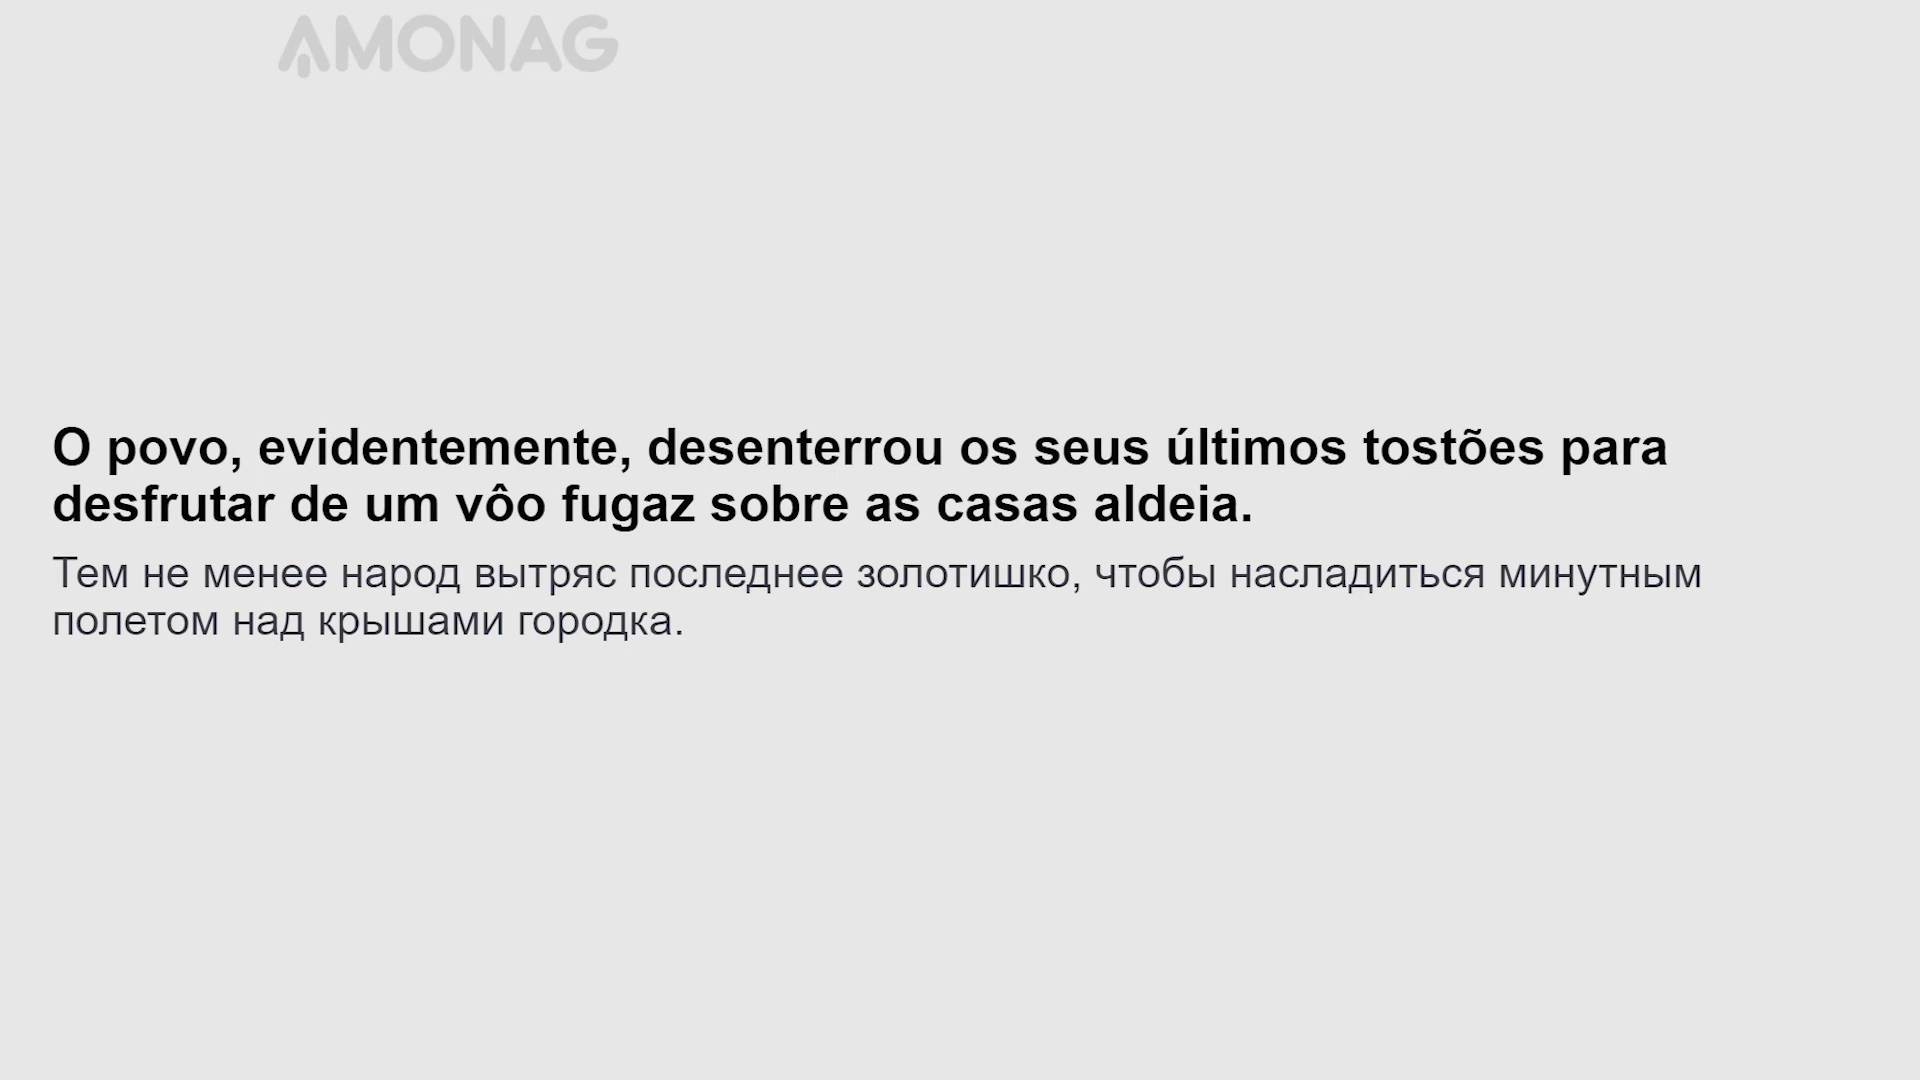 AMONAG
O povo, evidentemente, desenterrou os seus últimos tostões para
desfrutar de um vôo fugaz sobre as casas aldeia.
Тем не менее народ вытряс последнее золотишко, чтобы насладиться минутным
полетом над крышами городка.